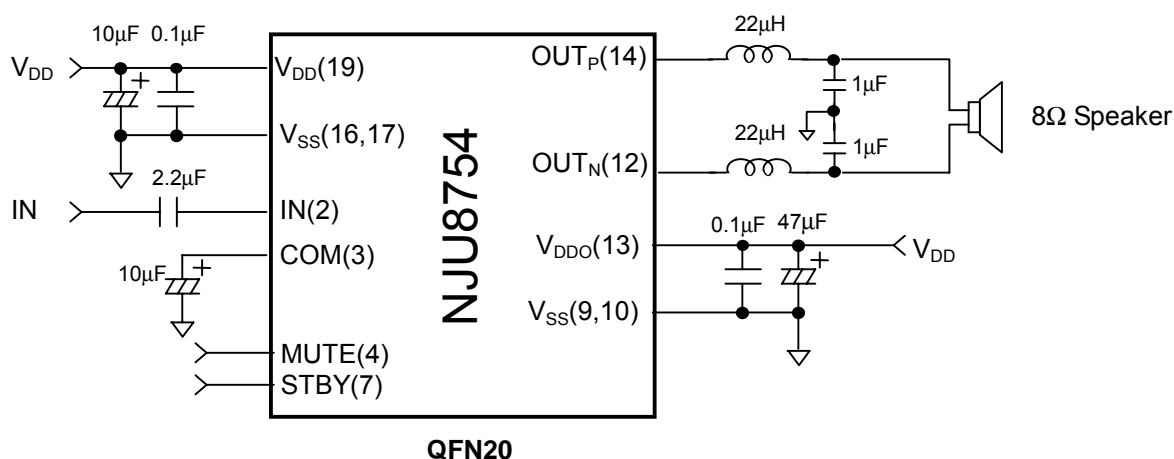 10μF 0.1μF
V_DD
V_DD(19)
V_SS(16,17)
2.2μF
IN
IN(2)
COM(3)
10μF
+
+
MUTE(4)
STBY(7)
NJU8754
QFN20
22μH
OUT_P(14)
1μF
22μH
1μF
OUT_N(12)
8Ω Speaker
0.1μF 47μF
V_DDO(13)
V_DD
+
V_SS(9,10)